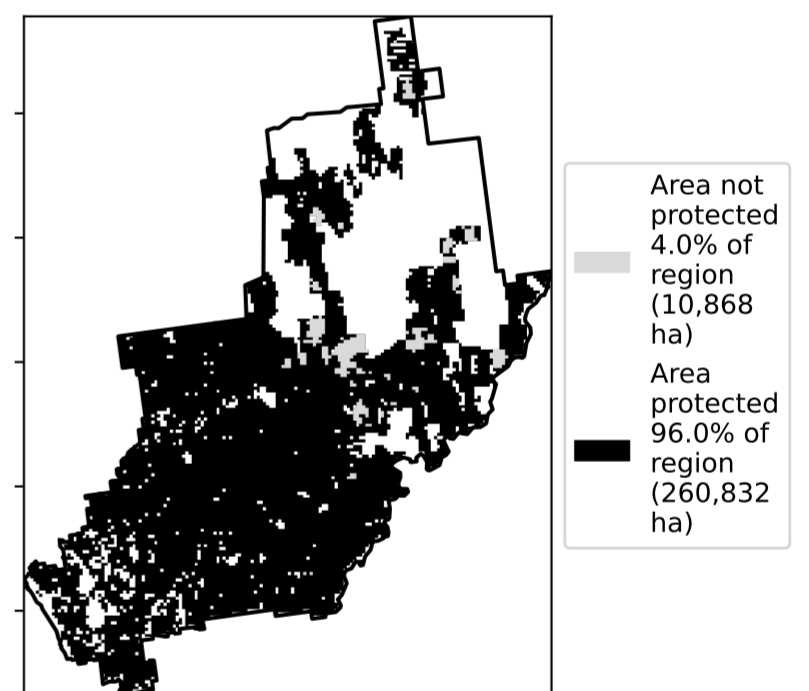 Area not
protected
4.0% of
region
(10,868
ha)
Area
protected
96.0% of
region
(260,832
ha)